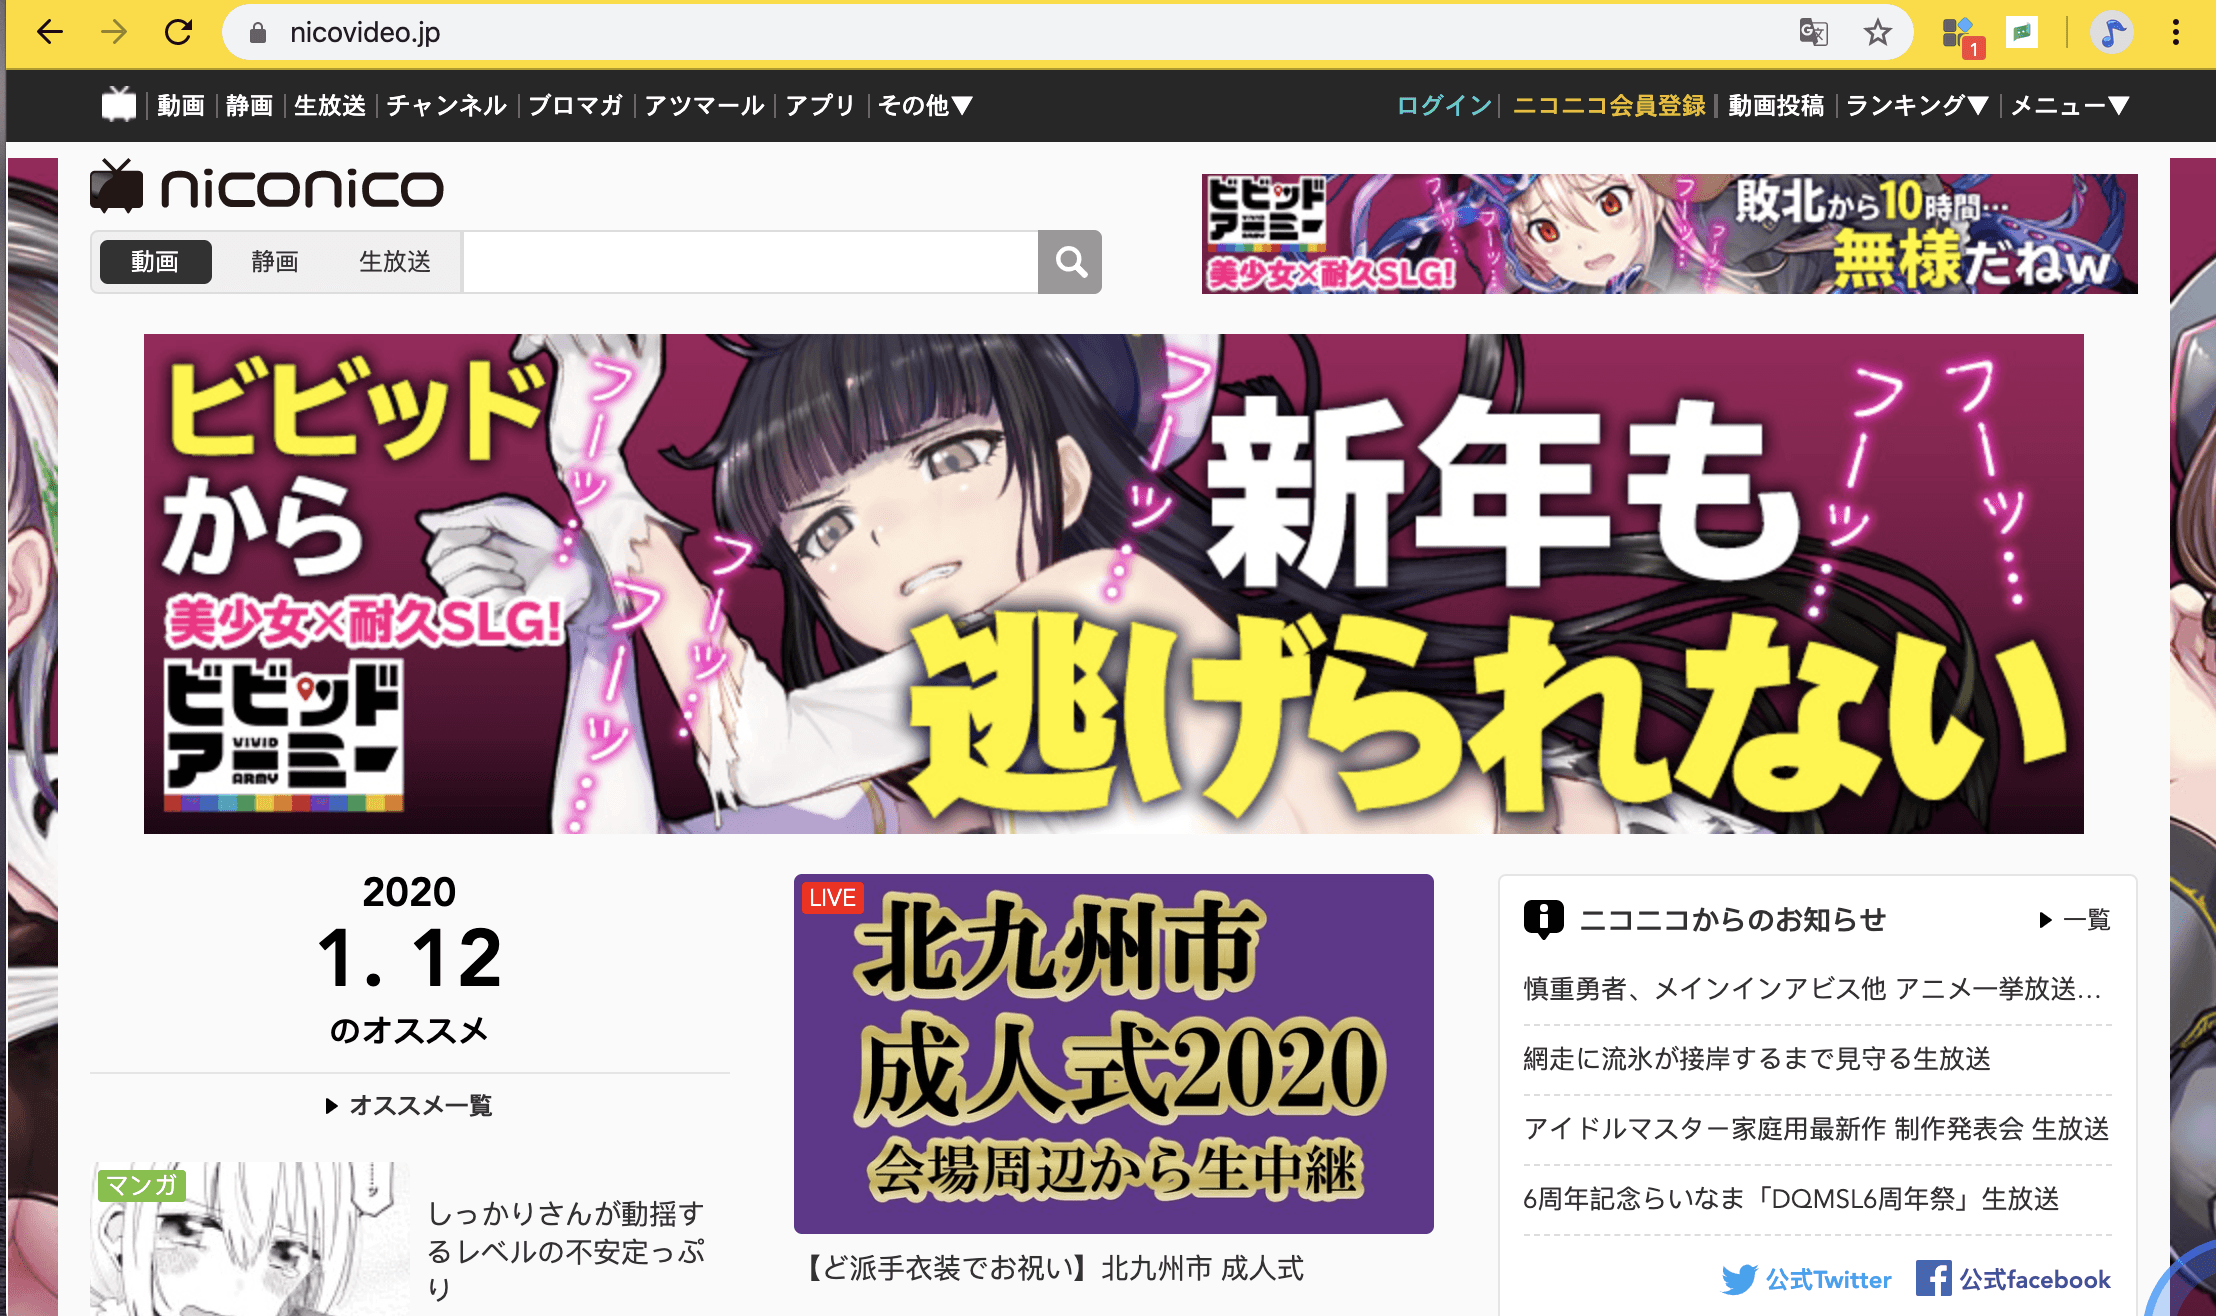 nicovideo.jp
1
動画 静画 生放送 チャンネル ブロマガ アツマール アプリ その他▼ ログイン ニコニコ会員登録 動画投稿 ランキング▼ メニュー▼
niconico
動画 静画 生放送
ビビッド
アーミー
VIVID ARMY
美少女×耐久SLG!
フーッ…
フーッ…
フーッ…
フーッ…
敗北から10時間…
無様だねw
ビビッド
から
美少女×耐久SLG!
ビビッド
アーミー
VIVID
ARMY
フーッ…
フーッ…
フーッ…
フーッ…
フーッ…
フーッ…
新年も
逃げられない
2020
1. 12
のオススメ
オススメ一覧
マンガ
しっかりさんが動揺す
るレベルの不安定っぷ
り
LIVE
北九州市
成人式2020
会場周辺から生中継
【ど派手衣装でお祝い】北九州市 成人式
ニコニコからのお知らせ
一覧
慎重勇者、メインインアビス他 アニメ一挙放送…
網走に流氷が接岸するまで見守る生放送
アイドルマスター家庭用最新作 制作発表会 生放送
6周年記念らいなま「DQMSL6周年祭」生放送
公式Twitter 公式facebook